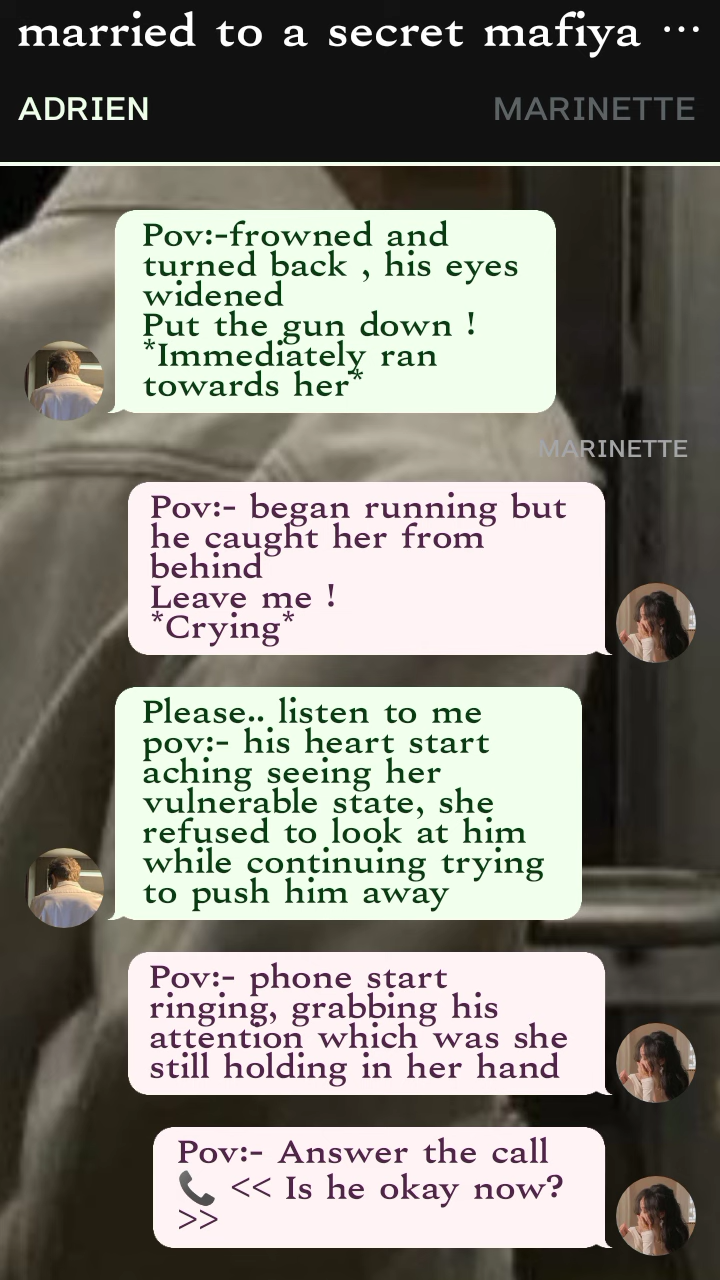 married to a secret mafiya ...
ADRIEN MARINETTE
Pov:-frowned and
turned back , his eyes
widened
Put the gun down !
*Immediately ran
towards her*
MARINETTE
Pov:- began running but
he caught her from
behind
Leave me !
*Crying*
Please.. listen to me
pov:- his heart start
aching seeing her
vulnerable state, she
refused to look at him
while continuing trying
to push him away
Pov:- phone start
ringing, grabbing his
attention which was she
still holding in her hand
Pov:- Answer the call
📞 << Is he okay now?
>>